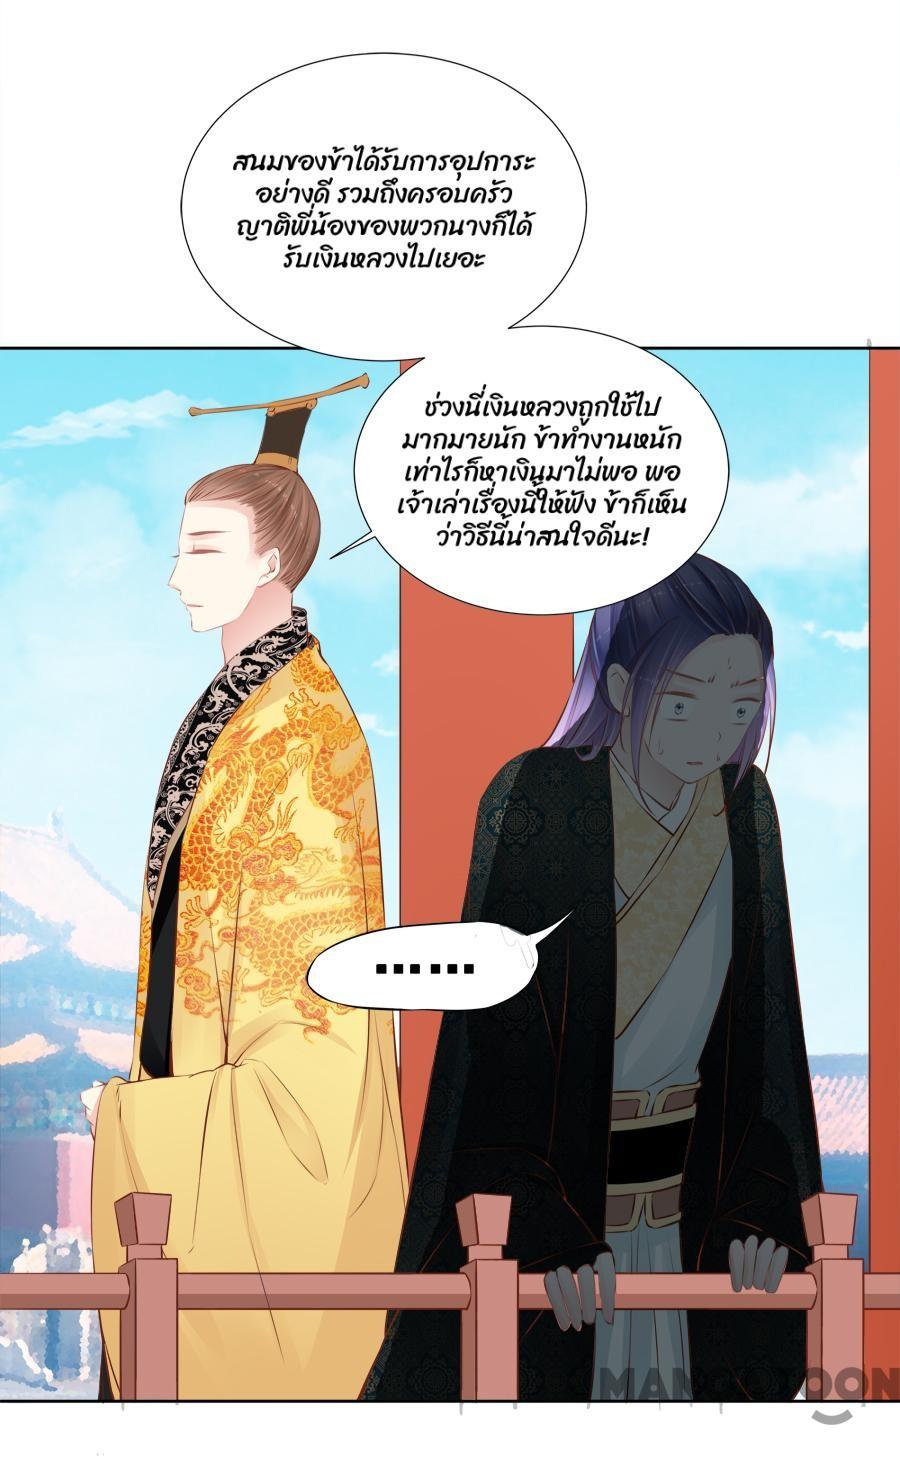 สนมของข้าได้รับการอุปการะ
อย่างดี รวมถึงครอบครัว
ญาติพี่น้องของพวกนางก็ได้
รับเงินหลวงไปเยอะ
ช่วงนี่เงินหลวงถูกใช้ไป
มากมายนัก ข้าทำงานหนัก
เท่าไรก็หาเงินมาไม่พอ พอ
เจ้าเล่าเรื่องนี้ให้ฟัง ข้าก็เห็น
ว่าวิธีนี้น่าสนใจดีนะ!
......
MANGATOON